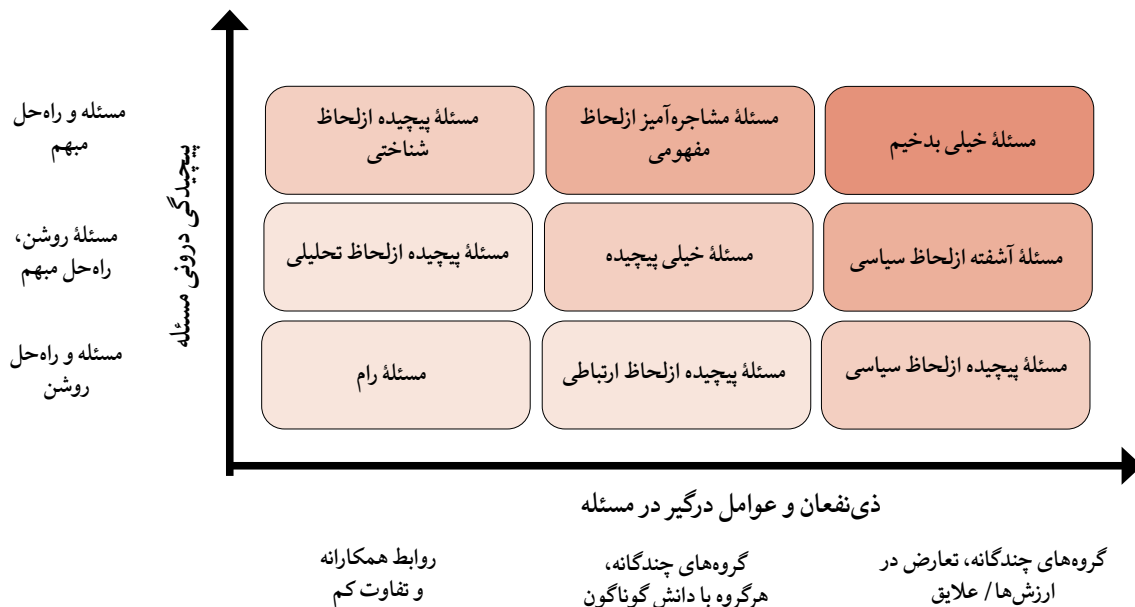 مسئله و راه‌حل
مبهم
مسئلهٔ روشن،
راه‌حل مبهم
مسئله و راه‌حل
روشن
پیچیدگی درونی مسئله
مسئلهٔ خیلی بدخیم
مسئلهٔ مشاجره‌آمیز ازلحاظ
مفهومی
مسئلهٔ پیچیده ازلحاظ
شناختی
مسئلهٔ آشفته ازلحاظ سیاسی
مسئلهٔ خیلی پیچیده
مسئلهٔ پیچیده ازلحاظ تحلیلی
مسئلهٔ پیچیده ازلحاظ سیاسی
مسئلهٔ پیچیده ازلحاظ ارتباطی
مسئلهٔ رام
ذی‌نفعان و عوامل درگیر در مسئله
گروه‌های چندگانه، تعارض در
ارزش‌ها/ علایق
گروه‌های چندگانه،
هرگروه با دانش گوناگون
روابط همکارانه
و تفاوت کم